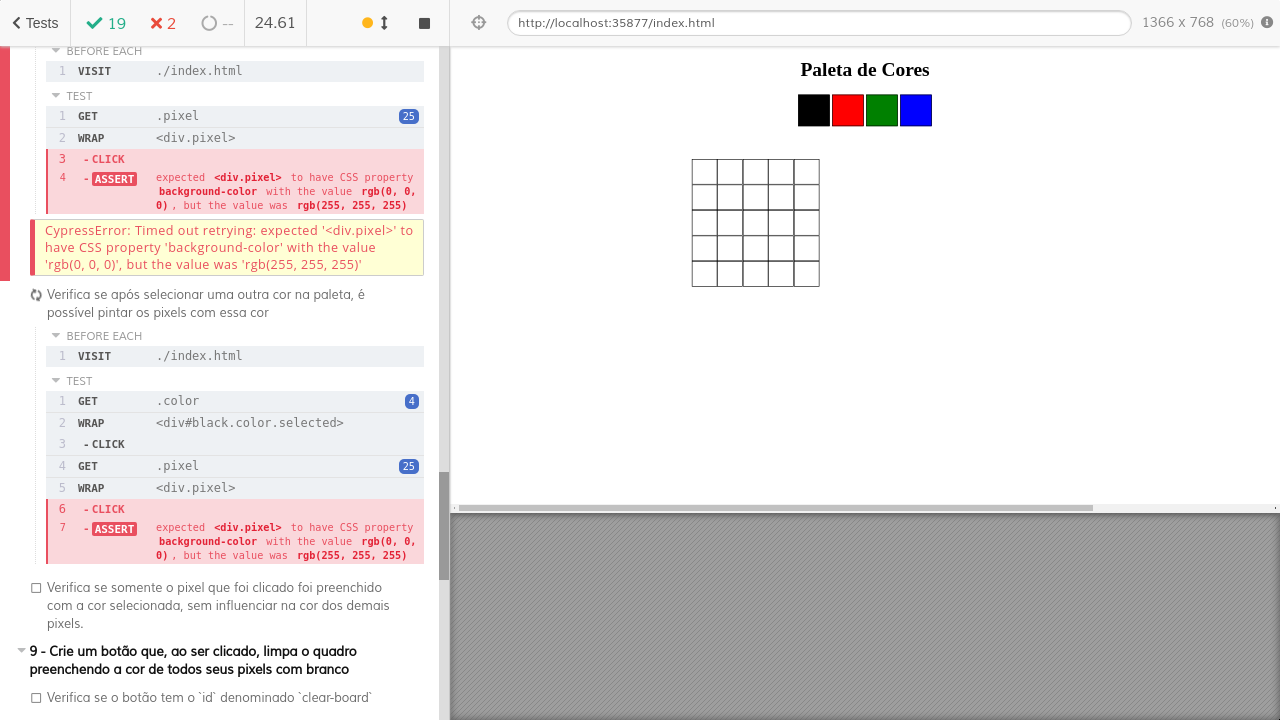 Tests
19
2
--
24.61
http://localhost:35877/index.html
1366 x 768 (60%)
BEFORE EACH
1 VISIT ./index.html
TEST
1 GET .pixel 25
2 WRAP <div.pixel>
3 - CLICK
4 - ASSERT expected <div.pixel> to have CSS property
background-color with the value rgb(0, 0,
0) , but the value was rgb(255, 255, 255)
CypressError: Timed out retrying: expected '<div.pixel>' to
have CSS property 'background-color' with the value
'rgb(0, 0, 0)', but the value was 'rgb(255, 255, 255)'
Verifica se após selecionar uma outra cor na paleta, é
possível pintar os pixels com essa cor
BEFORE EACH
1 VISIT ./index.html
TEST
1 GET .color 4
2 WRAP <div#black.color.selected>
3 - CLICK
4 GET .pixel 25
5 WRAP <div.pixel>
6 - CLICK
7 - ASSERT expected <div.pixel> to have CSS property
background-color with the value rgb(0, 0,
0) , but the value was rgb(255, 255, 255)
Verifica se somente o pixel que foi clicado foi preenchido
com a cor selecionada, sem influenciar na cor dos demais
pixels.
9 - Crie um botão que, ao ser clicado, limpa o quadro
preenchendo a cor de todos seus pixels com branco
Verifica se o botão tem o `id` denominado `clear-board`
Paleta de Cores